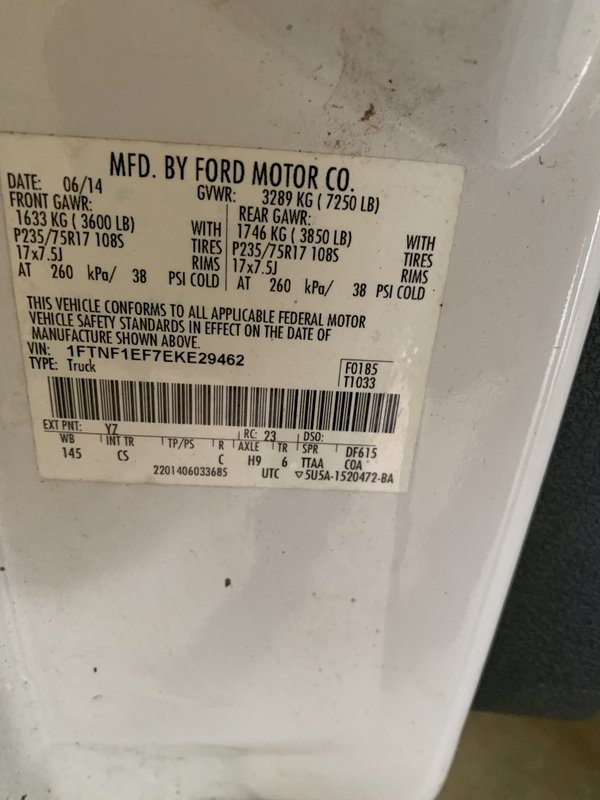 MFD. BY FORD MOTOR CO.
DATE: 06/14 GVWR: 3289 KG ( 7250 LB)
FRONT GAWR: REAR GAWR:
1633 KG ( 3600 LB) WITH 1746 KG ( 3850 LB) WITH
P235/75R17 108S TIRES P235/75R17 108S TIRES
17x7.5J RIMS 17x7.5J RIMS
AT 260 kPa/ 38 PSI COLD AT 260 kPa/ 38 PSI COLD
THIS VEHICLE CONFORMS TO ALL APPLICABLE FEDERAL MOTOR
VEHICLE SAFETY STANDARDS IN EFFECT ON THE DATE OF
MANUFACTURE SHOWN ABOVE.
VIN: 1FTNF1EF7EKE29462
TYPE: Truck
F0185
T1033
EXT PNT: YZ RC: 23 DSO:
WB INT TR TP/PS R AXLE TR SPR DF615
145 CS C H9 6 TTAA COA
2201406033685 UTC ▽5U5A-1520472-BA